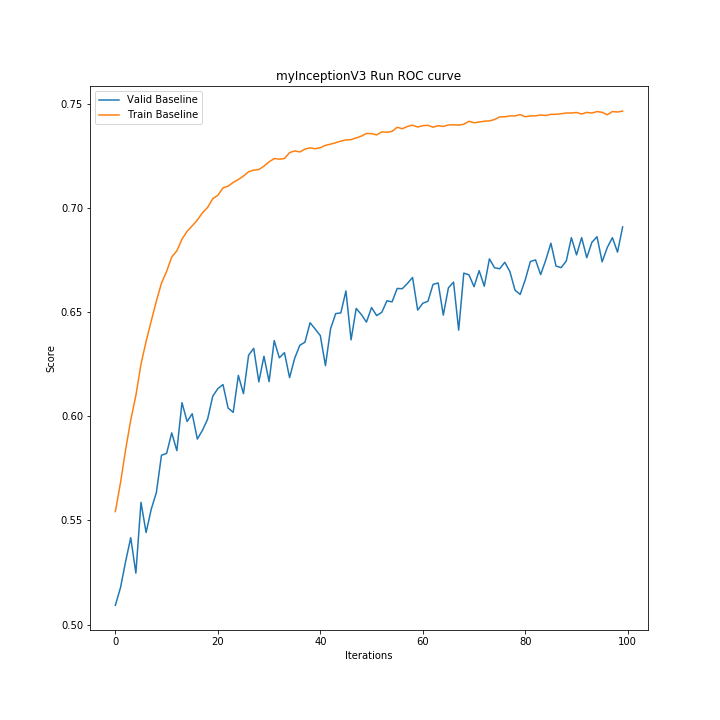 myInceptionV3 Run ROC curve
Valid Baseline
Train Baseline
0.75
0.70
0.65
0.60
0.55
0.50
Score
0
20
40
60
80
100
Iterations